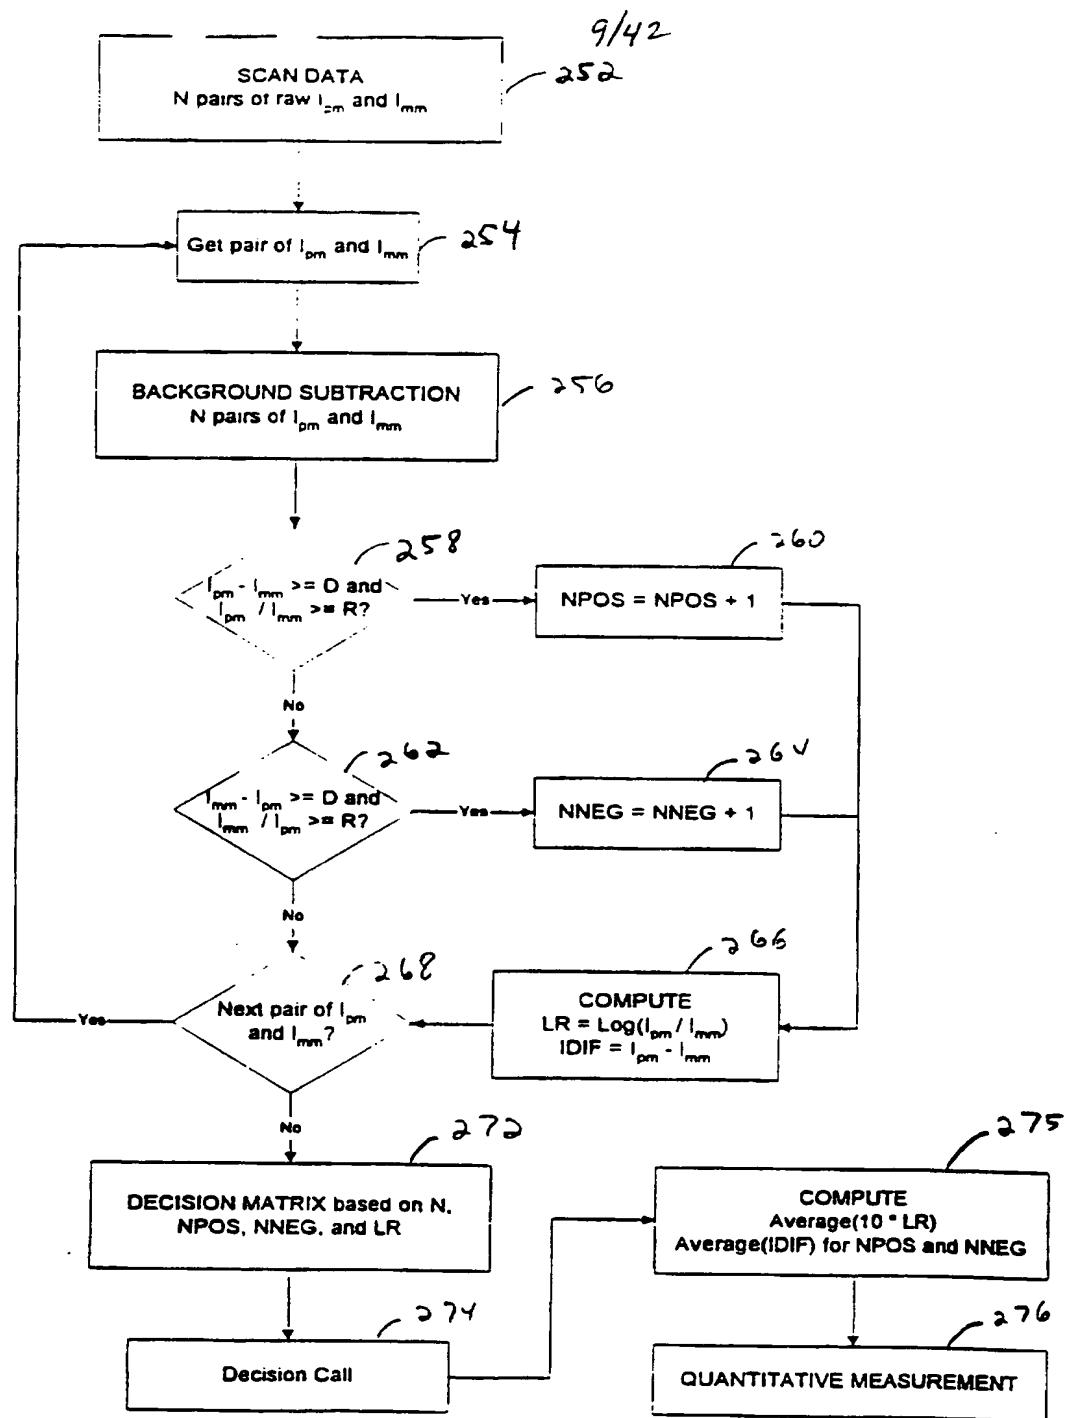 9/42
SCAN DATA
N pairs of raw Ipm and Imm
252
Get pair of Ipm and Imm
254
BACKGROUND SUBTRACTION
N pairs of Ipm and Imm
256
Ipm - Imm >= D and
Ipm / Imm >= R?
258
Yes
NPOS = NPOS + 1
260
No
Imm - Ipm >= D and
Imm / Ipm >= R?
262
Yes
NNEG = NNEG + 1
264
No
Next pair of Ipm
and Imm?
268
Yes
COMPUTE
LR = Log(Ipm / Imm)
IDIF = Ipm - Imm
266
No
DECISION MATRIX based on N,
NPOS, NNEG, and LR
272
Decision Call
274
COMPUTE
Average(10 * LR)
Average(IDIF) for NPOS and NNEG
275
QUANTITATIVE MEASUREMENT
276